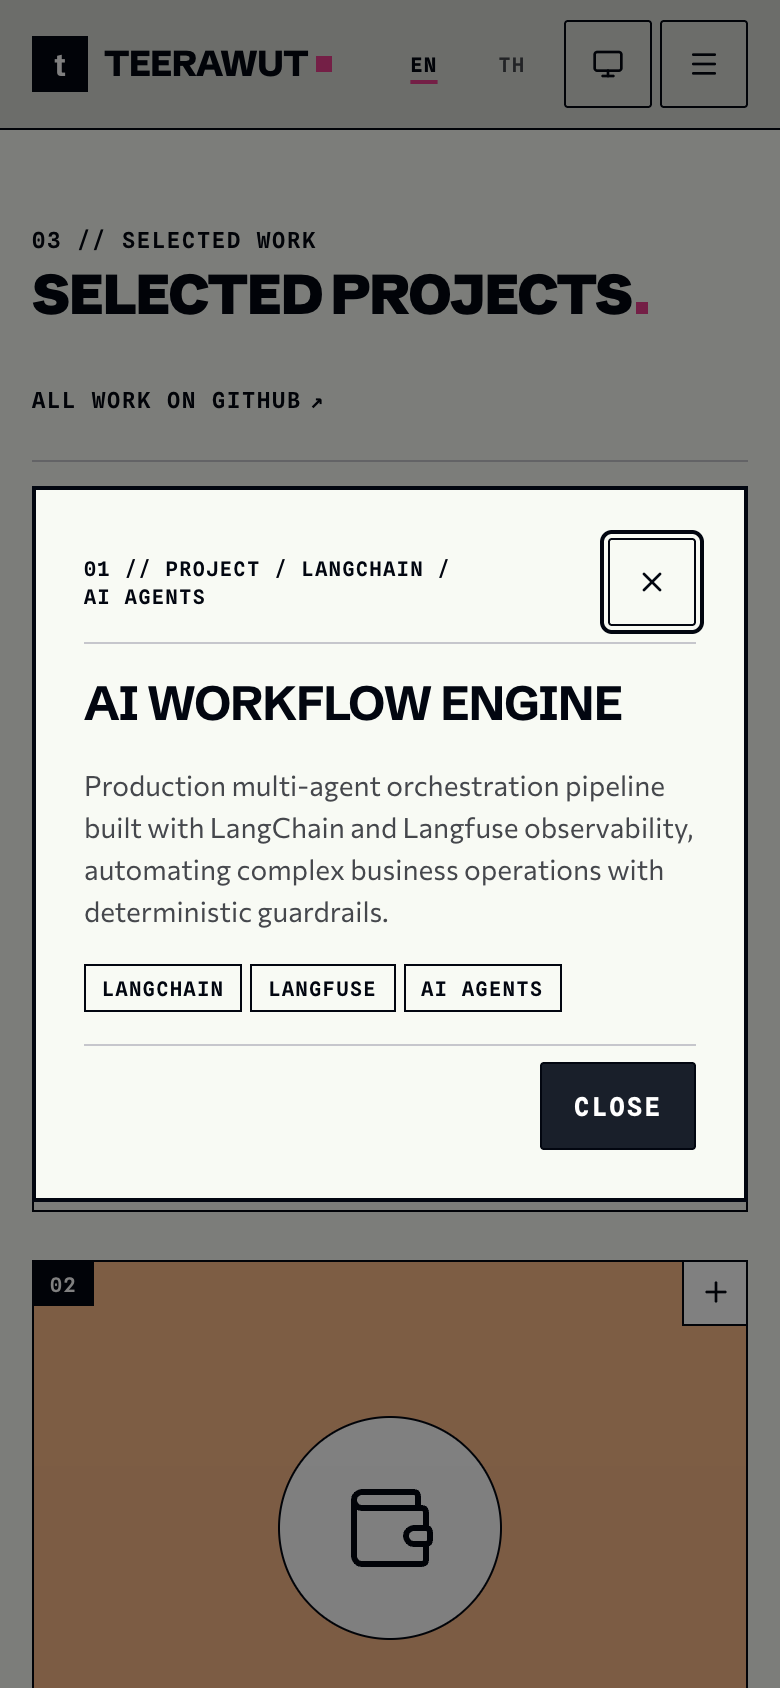 t TEERAWUT EN TH
03 // SELECTED WORK
SELECTED PROJECTS.
ALL WORK ON GITHUB ↗
01 // PROJECT / LANGCHAIN /
AI AGENTS
AI WORKFLOW ENGINE
Production multi-agent orchestration pipeline
built with LangChain and Langfuse observability,
automating complex business operations with
deterministic guardrails.
LANGCHAIN LANGFUSE AI AGENTS
CLOSE
02